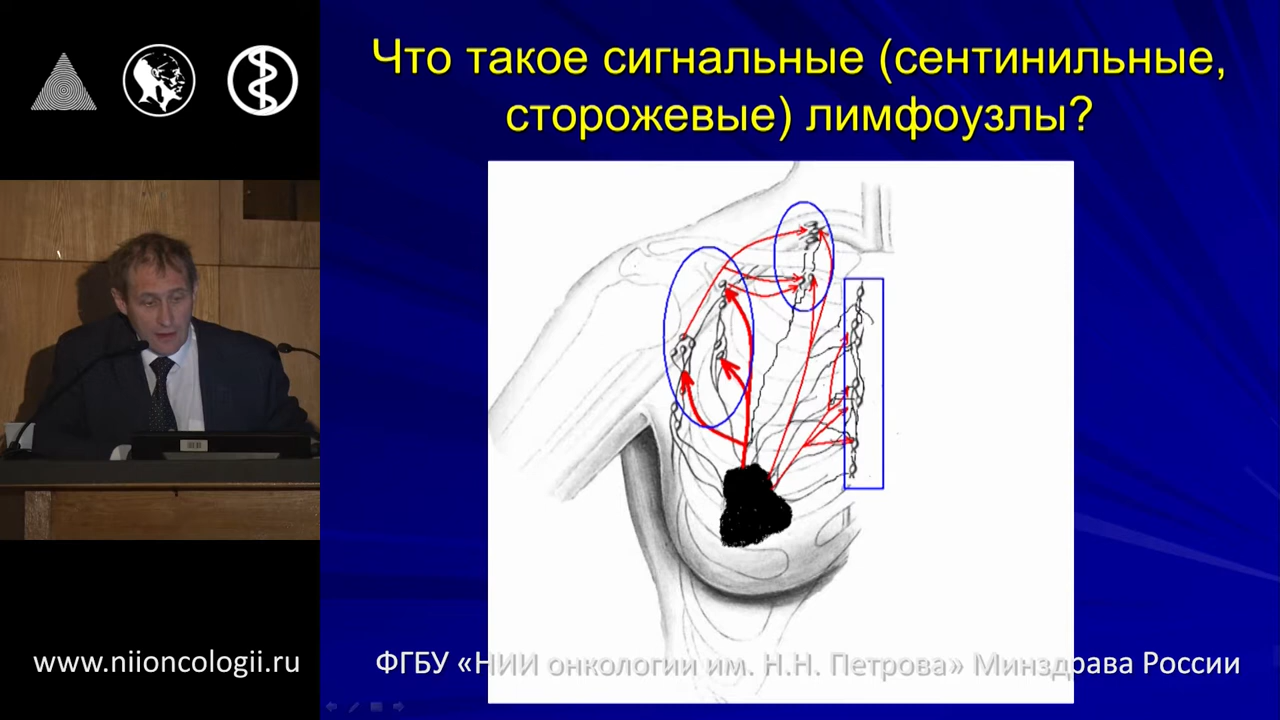 Что такое сигнальные (сентинильные,
сторожевые) лимфоузлы?
www.niioncologii.ru
ФГБУ «НИИ онкологии им. Н.Н. Петрова» Минздрава России